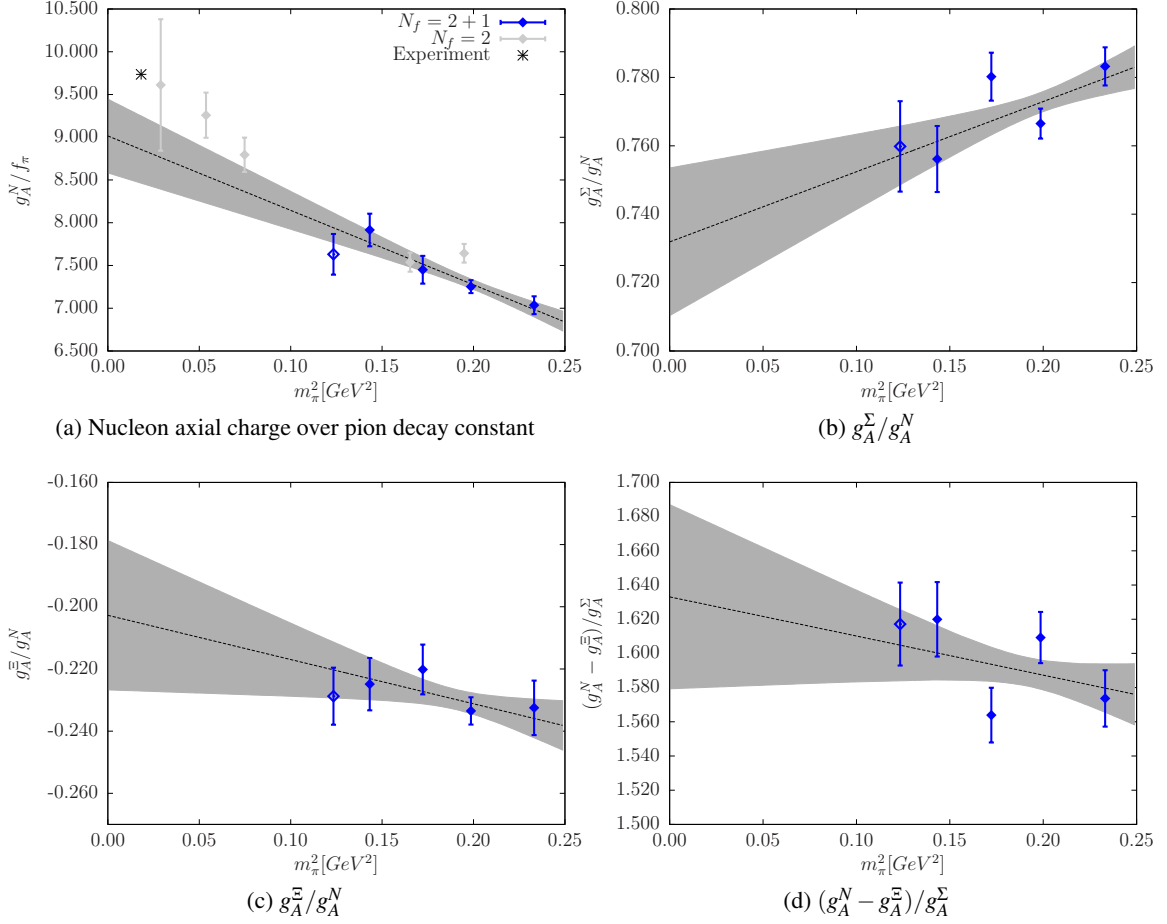 10.500
10.000
9.500
9.000
8.500
8.000
7.500
7.000
6.500
g_A^N/f_π
N_f = 2 + 1
N_f = 2
Experiment
0.00 0.05 0.10 0.15 0.20 0.25
m_π^2[GeV^2]
(a) Nucleon axial charge over pion decay constant
0.800
0.780
0.760
0.740
0.720
0.700
g_A^Σ/g_A^N
0.00 0.05 0.10 0.15 0.20 0.25
m_π^2[GeV^2]
(b) g_A^Σ/g_A^N
-0.160
-0.180
-0.200
-0.220
-0.240
-0.260
g_A^Ξ/g_A^N
0.00 0.05 0.10 0.15 0.20 0.25
m_π^2[GeV^2]
(c) g_A^Ξ/g_A^N
1.700
1.680
1.660
1.640
1.620
1.600
1.580
1.560
1.540
1.520
1.500
(g_A^N − g_A^Ξ)/g_A^Σ
0.00 0.05 0.10 0.15 0.20 0.25
m_π^2[GeV^2]
(d) (g_A^N − g_A^Ξ)/g_A^Σ